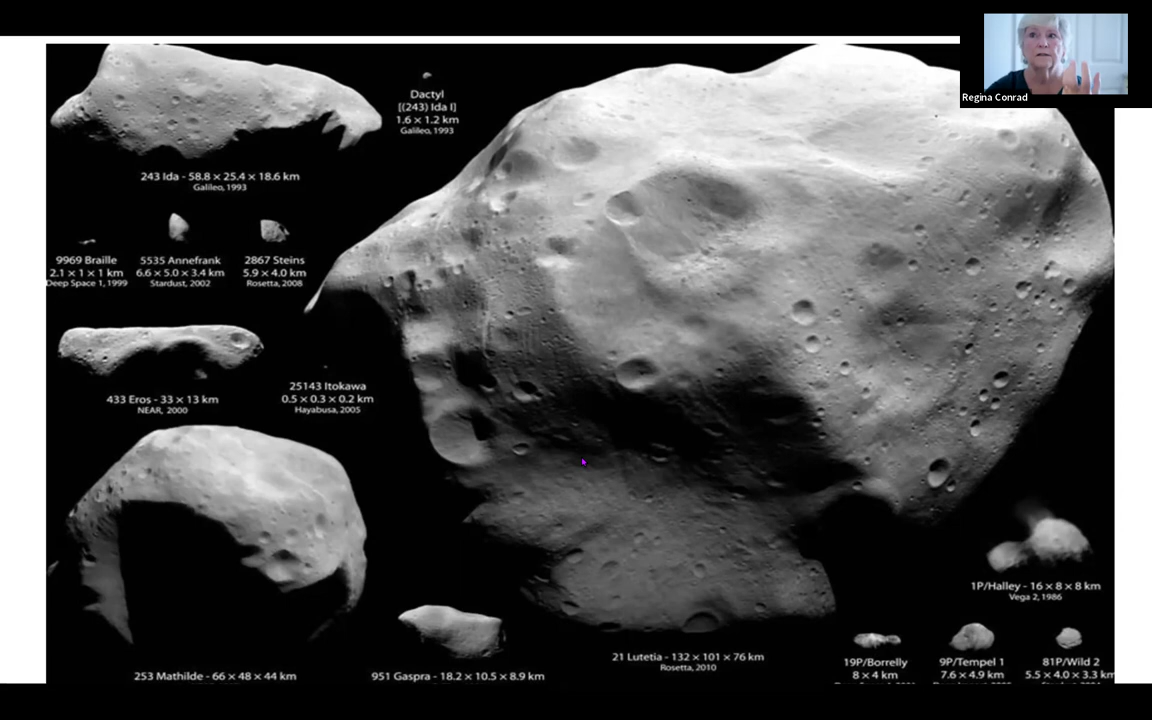 Regina Conrad
Dactyl
[(243) Ida I]
1.6 × 1.2 km
Galileo, 1993
243 Ida - 58.8 × 25.4 × 18.6 km
Galileo, 1993
9969 Braille
2.1 × 1 × 1 km
Deep Space 1, 1999
5535 Annefrank
6.6 × 5.0 × 3.4 km
Stardust, 2002
2867 Steins
5.9 × 4.0 km
Rosetta, 2008
433 Eros - 33 × 13 km
NEAR, 2000
25143 Itokawa
0.5 × 0.3 × 0.2 km
Hayabusa, 2005
253 Mathilde - 66 × 48 × 44 km
951 Gaspra - 18.2 × 10.5 × 8.9 km
21 Lutetia - 132 × 101 × 76 km
Rosetta, 2010
1P/Halley - 16 × 8 × 8 km
Vega 2, 1986
19P/Borrelly
8 × 4 km
9P/Tempel 1
7.6 × 4.9 km
81P/Wild 2
5.5 × 4.0 × 3.3 km